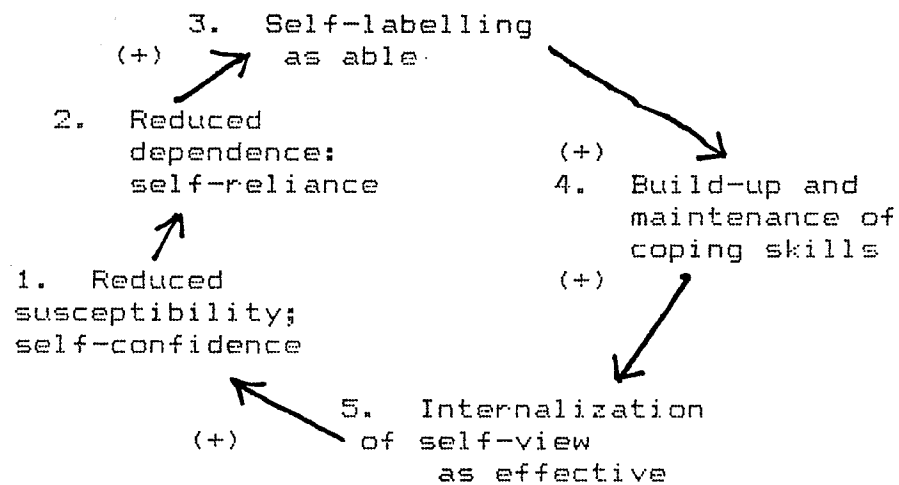 3. Self-labelling
(+) as able
2. Reduced
dependence:
self-reliance
(+)
4. Build-up and
maintenance of
coping skills
(+)
1. Reduced
susceptibility;
self-confidence
5. Internalization
(+) of self-view
as effective